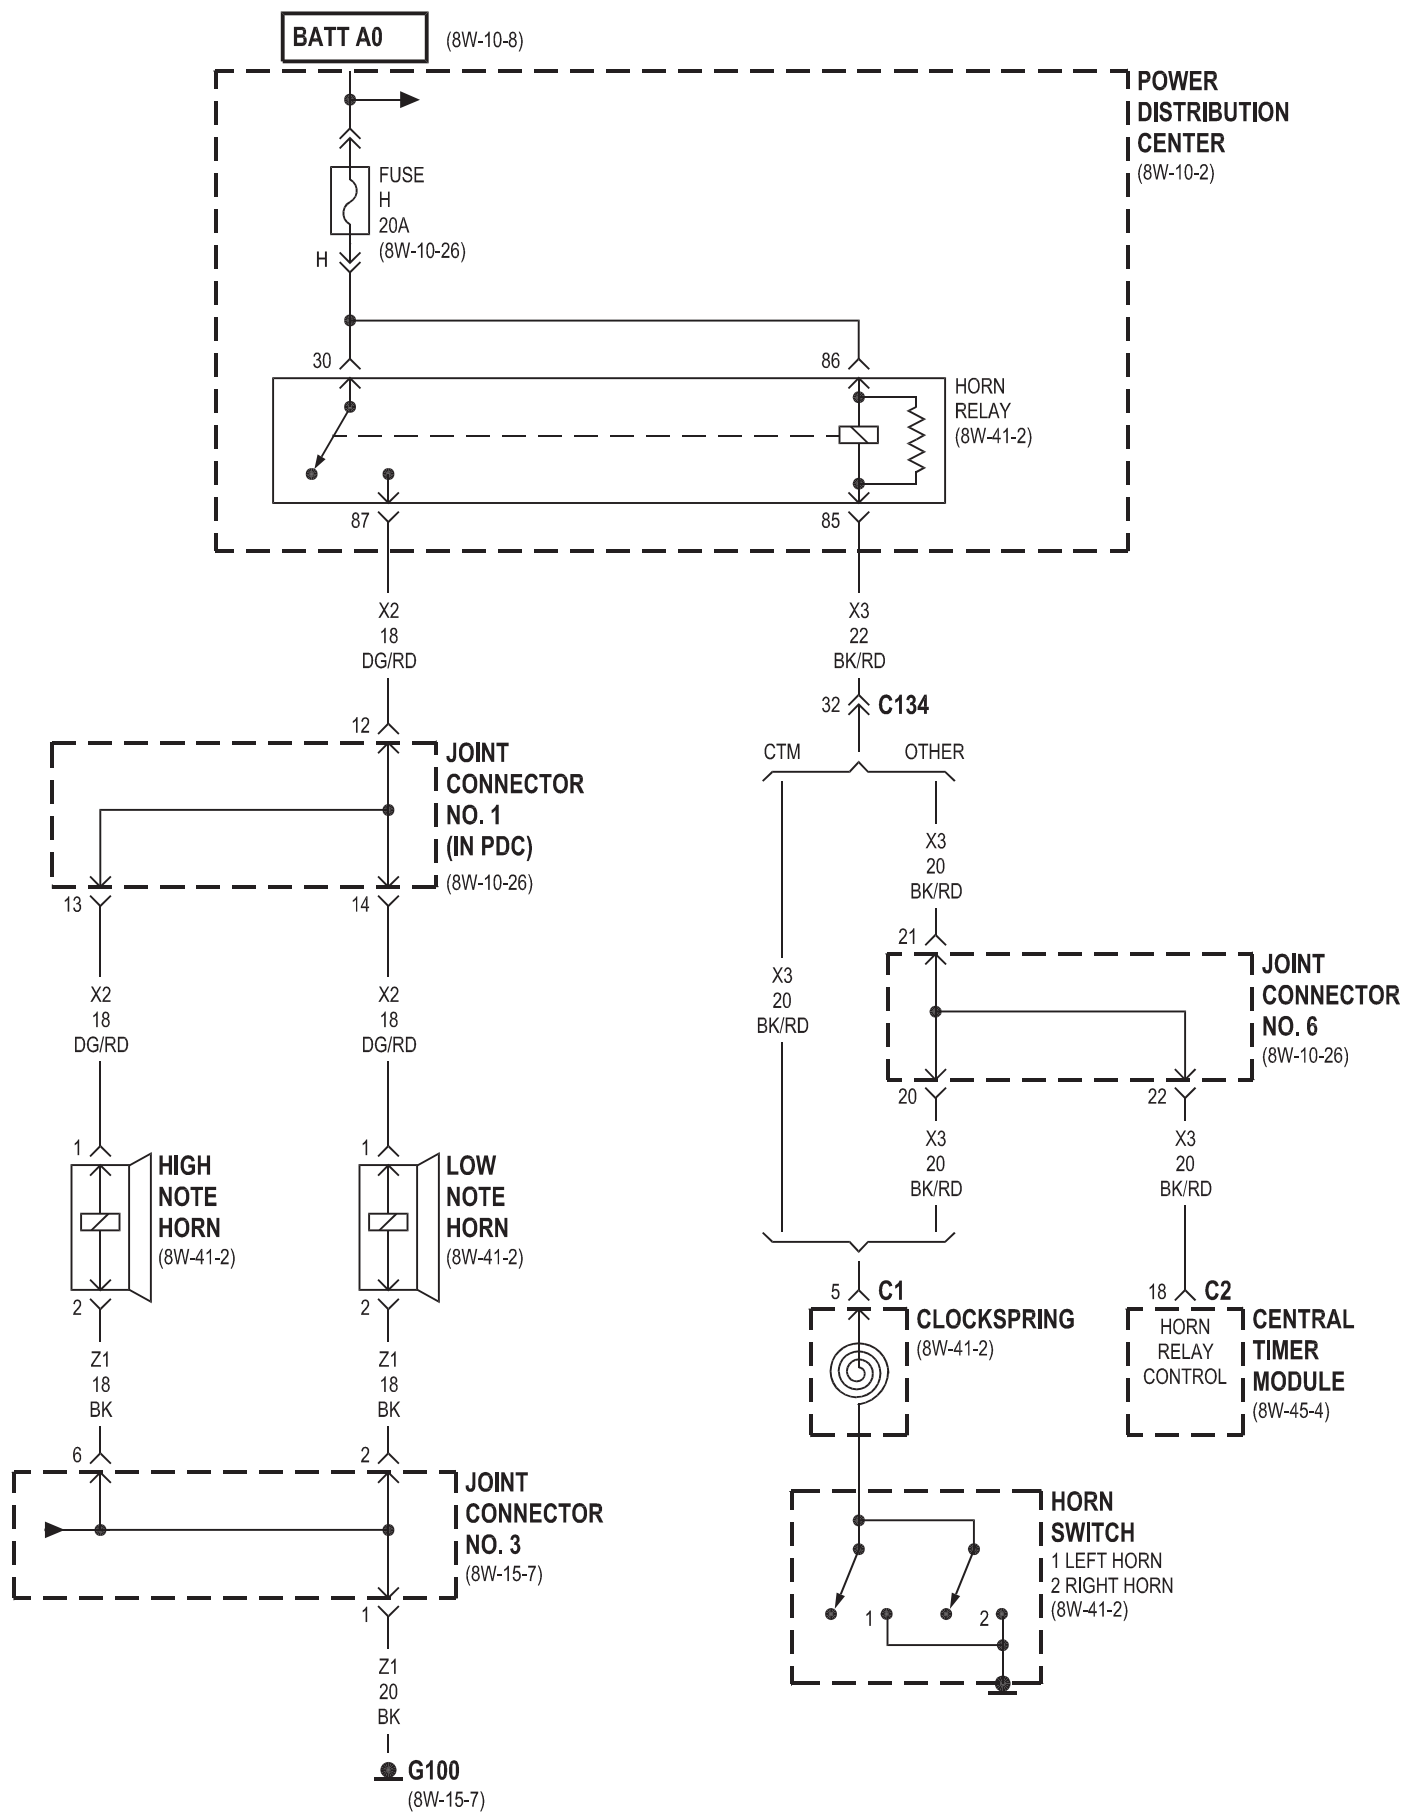 BATT A0
(8W-10-8)
POWER
DISTRIBUTION
CENTER
(8W-10-2)
FUSE
H
20A
(8W-10-26)
H
30
86
HORN
RELAY
(8W-41-2)
87
85
X2
18
DG/RD
X3
22
BK/RD
32
C134
12
CTM
OTHER
JOINT
CONNECTOR
NO. 1
(IN PDC)
(8W-10-26)
13
14
X3
20
BK/RD
21
X2
18
DG/RD
X2
18
DG/RD
X3
20
BK/RD
JOINT
CONNECTOR
NO. 6
(8W-10-26)
20
22
X3
20
BK/RD
X3
20
BK/RD
1
HIGH
NOTE
HORN
(8W-41-2)
2
1
LOW
NOTE
HORN
(8W-41-2)
2
5
C1
CLOCKSPRING
(8W-41-2)
18
C2
HORN
RELAY
CONTROL
CENTRAL
TIMER
MODULE
(8W-45-4)
Z1
18
BK
Z1
18
BK
6
2
JOINT
CONNECTOR
NO. 3
(8W-15-7)
1
HORN
SWITCH
1 LEFT HORN
2 RIGHT HORN
(8W-41-2)
1
2
Z1
20
BK
G100
(8W-15-7)